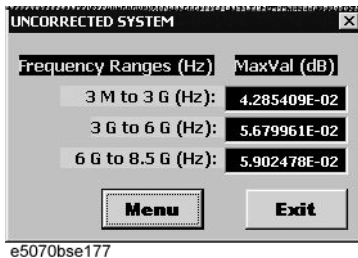 UNCORRECTED SYSTEM
Frequency Ranges (Hz) MaxVal (dB)
3 M to 3 G (Hz): 4.285409E-02
3 G to 6 G (Hz): 5.679961E-02
6 G to 8.5 G (Hz): 5.902478E-02
Menu Exit
e5070bse177